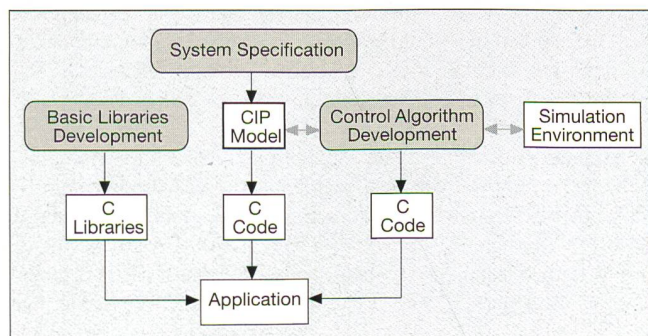 System Specification
Basic Libraries
Development
CIP
Model
Control Algorithm
Development
Simulation
Environment
C
Libraries
C
Code
C
Code
Application